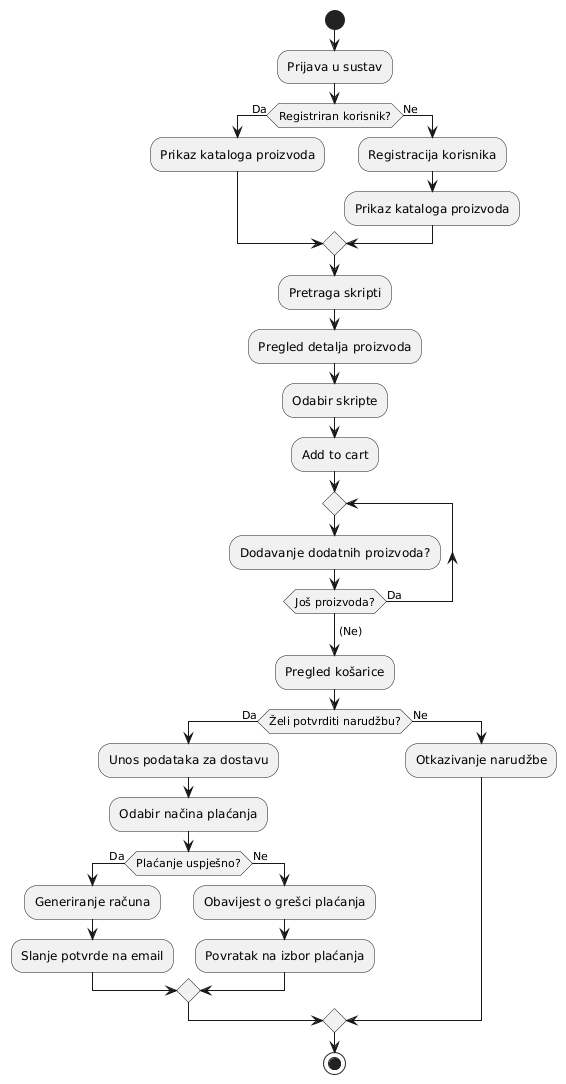 Prijava u sustav
Da
Registriran korisnik?
Ne
Prikaz kataloga proizvoda
Registracija korisnika
Prikaz kataloga proizvoda
Pretraga skripti
Pregled detalja proizvoda
Odabir skripte
Add to cart
Dodavanje dodatnih proizvoda?
Još proizvoda?
Da
(Ne)
Pregled košarice
Da
Želi potvrditi narudžbu?
Ne
Unos podataka za dostavu
Otkazivanje narudžbe
Odabir načina plaćanja
Da
Plaćanje uspješno?
Ne
Generiranje računa
Obavijest o grešci plaćanja
Slanje potvrde na email
Povratak na izbor plaćanja